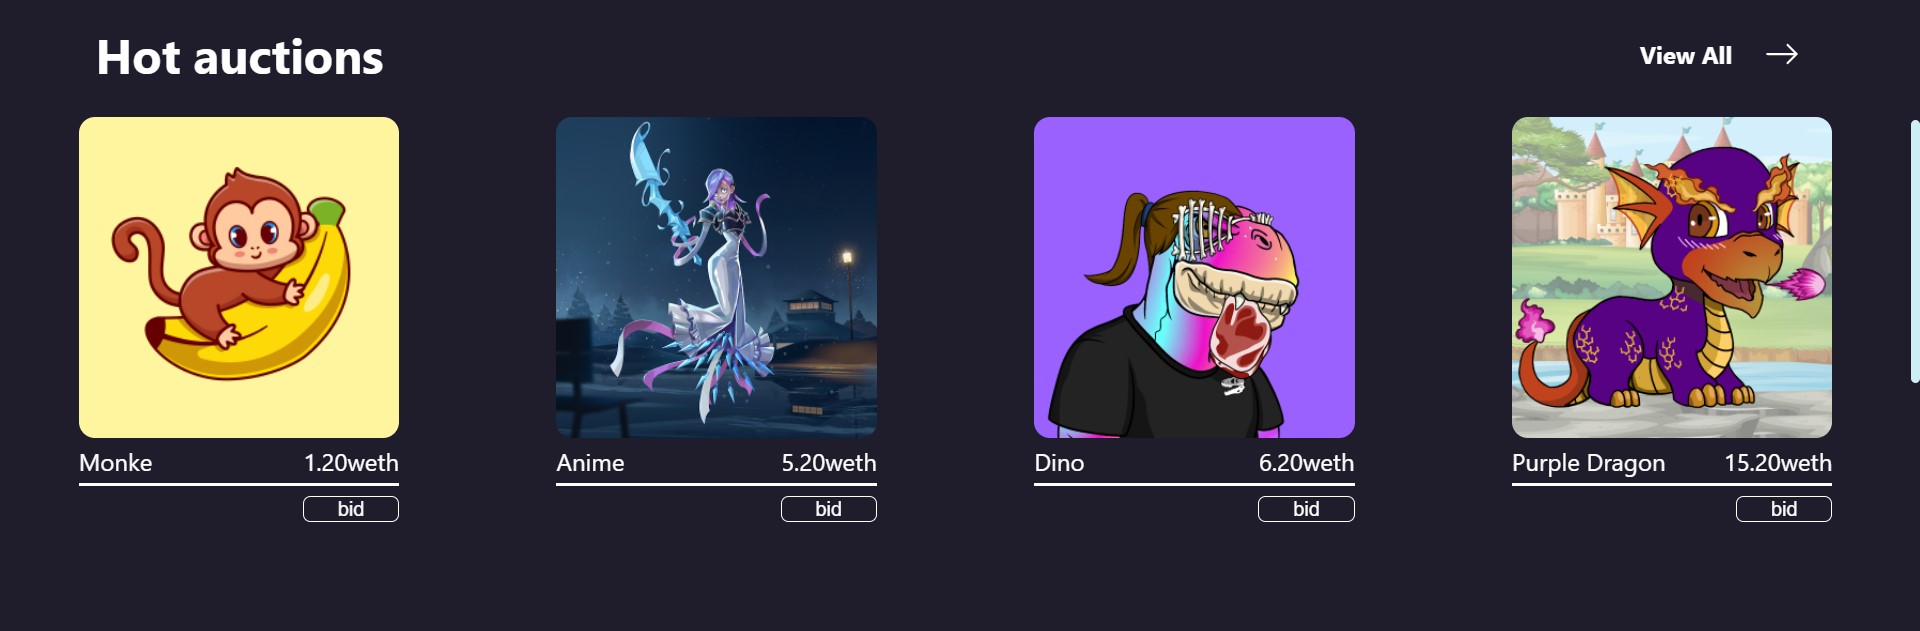 Hot auctions
View All
Monke 1.20weth
Anime 5.20weth
Dino 6.20weth
Purple Dragon 15.20weth
bid
bid
bid
bid